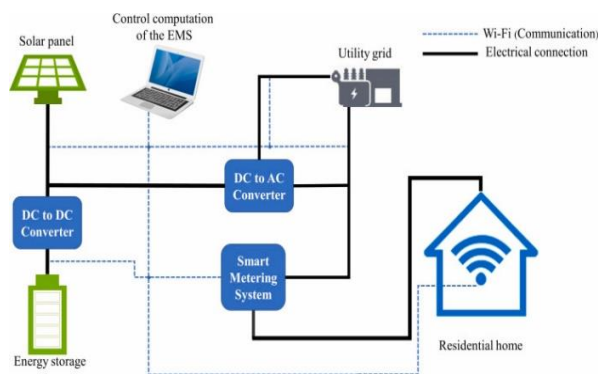 Control computation
of the EMS
Solar panel
Utility grid
Wi-Fi (Communication)
Electrical connection
DC to AC
Converter
DC to DC
Converter
Smart
Metering
System
Energy storage
Residential home